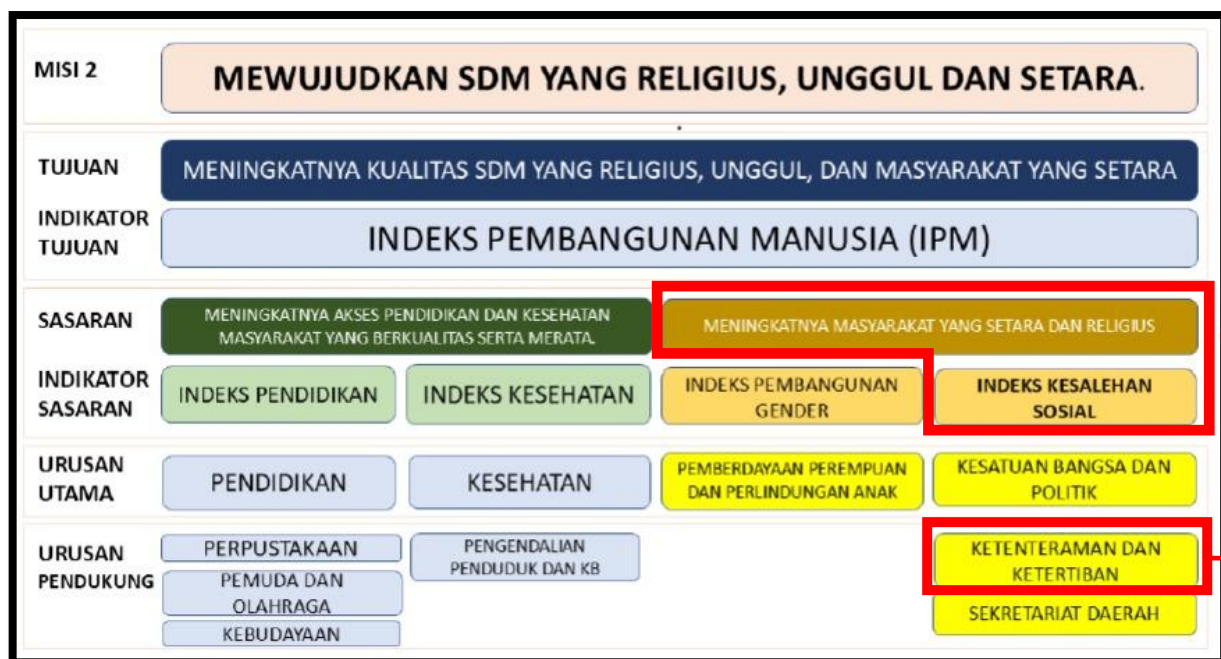 MISI 2
MEWUJUDKAN SDM YANG RELIGIUS, UNGGUL DAN SETARA.
TUJUAN
MENINGKATNYA KUALITAS SDM YANG RELIGIUS, UNGGUL, DAN MASYARAKAT YANG SETARA
INDIKATOR
TUJUAN
INDEKS PEMBANGUNAN MANUSIA (IPM)
SASARAN
MENINGKATNYA AKSES PENDIDIKAN DAN KESEHATAN
MASYARAKAT YANG BERKUALITAS SERTA MERATA.
MENINGKATNYA MASYARAKAT YANG SETARA DAN RELIGIUS
INDIKATOR
SASARAN
INDEKS PENDIDIKAN
INDEKS KESEHATAN
INDEKS PEMBANGUNAN
GENDER
INDEKS KESALEHAN
SOSIAL
URUSAN
UTAMA
PENDIDIKAN
KESEHATAN
PEMBERDAYAAN PEREMPUAN
DAN PERLINDUNGAN ANAK
KESATUAN BANGSA DAN
POLITIK
URUSAN
PENDUKUNG
PERPUSTAKAAN
PEMUDA DAN
OLAHRAGA
KEBUDAYAAN
PENGENDALIAN
PENDUDUK DAN KB
KETENTERAMAN DAN
KETERTIBAN
SEKRETARIAT DAERAH